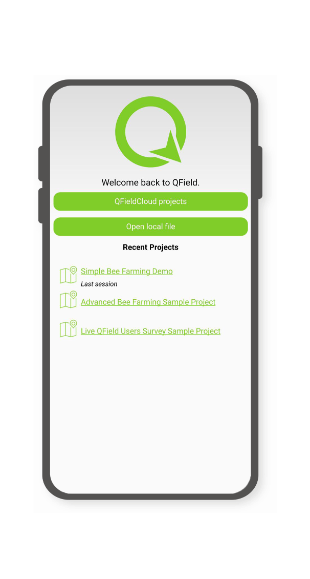 Welcome back to QField.
QFieldCloud projects
Open local file
Recent Projects
Simple Bee Farming Demo
Last session
Advanced Bee Farming Sample Project
Live QField Users Survey Sample Project